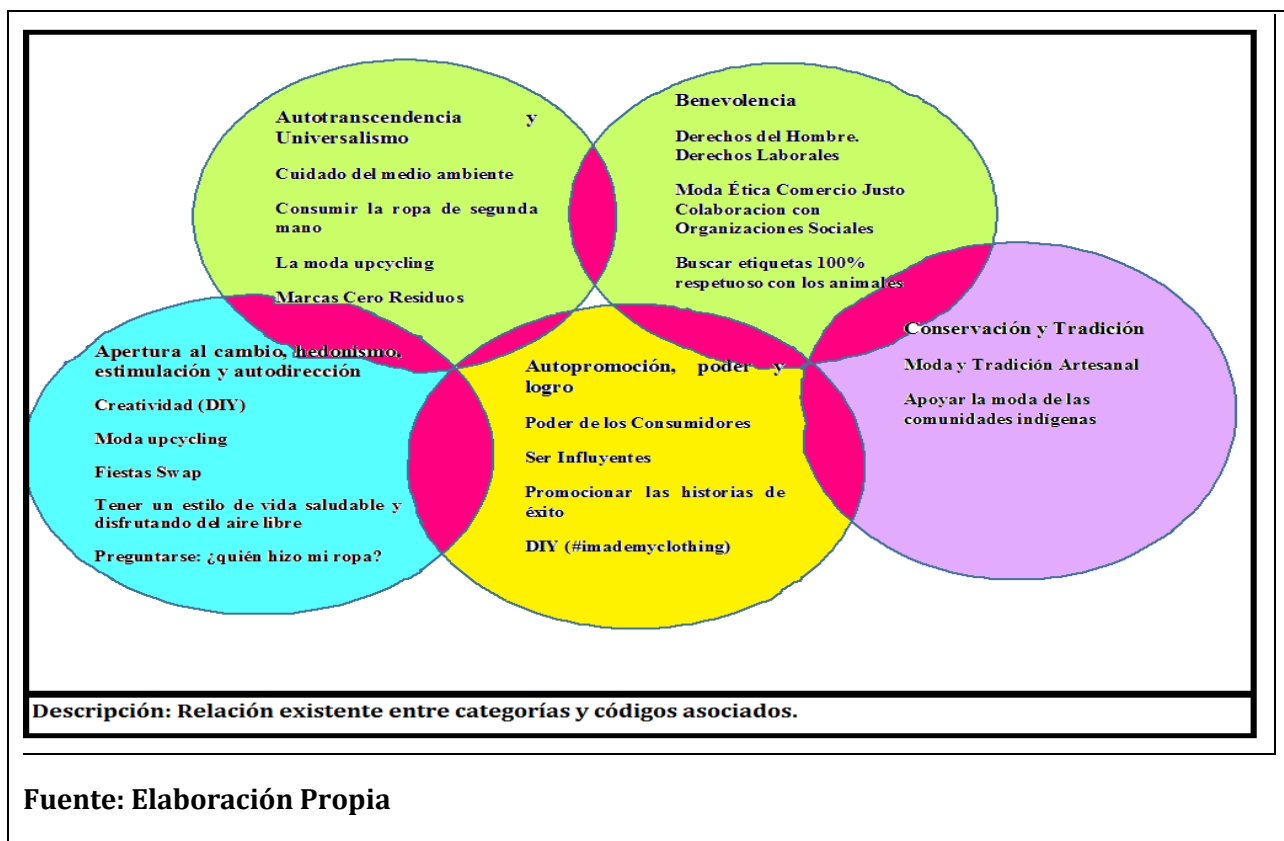 Autotranscendencia y
Universalismo
Cuidado del medio ambiente
Consumir la ropa de segunda
mano
La moda upcycling
Marcas Cero Residuos
Benevolencia
Derechos del Hombre.
Derechos Laborales
Moda Ética Comercio Justo
Colaboracion con
Organizaciones Sociales
Buscar etiquetas 100%
respetuoso con los animales
Apertura al cambio, hedonismo,
estimulación y autodirección
Creatividad (DIY)
Moda upcycling
Fiestas Swap
Tener un estilo de vida saludable y
disfrutando del aire libre
Preguntarse: ¿quién hizo mi ropa?
Autopromoción, poder y
logro
Poder de los Consumidores
Ser Influyentes
Promocionar las historias de
éxito
DIY (#imademyclothing)
Conservación y Tradición
Moda y Tradición Artesanal
Apoyar la moda de las
comunidades indígenas
Descripción: Relación existente entre categorías y códigos asociados.
Fuente: Elaboración Propia